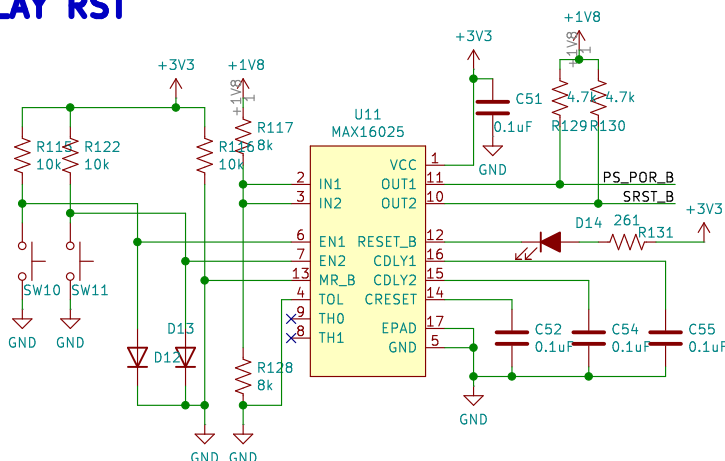 LAY RST
+3V3
+1V8
+1V8
1
+3V3
+1V8
+1V8
1
U11
MAX16025
C51
0.1uF
GND
4.7k
4.7k
R129
R130
R115
10k
R122
10k
R116
10k
R117
8k
VCC 1
2 IN1
OUT1 11
PS_POR_B
3 IN2
OUT2 10
SRST_B
6 EN1
RESET_B 12
D14
261
R131
+3V3
7 EN2
CDLY1 16
13 MR_B
CDLY2 15
4 TOL
CRESET 14
9 TH0
8 TH1
EPAD 17
GND 5
SW10
SW11
GND
GND
D13
D12
R128
8k
C52
0.1uF
C54
0.1uF
C55
0.1uF
GND
GND
GND